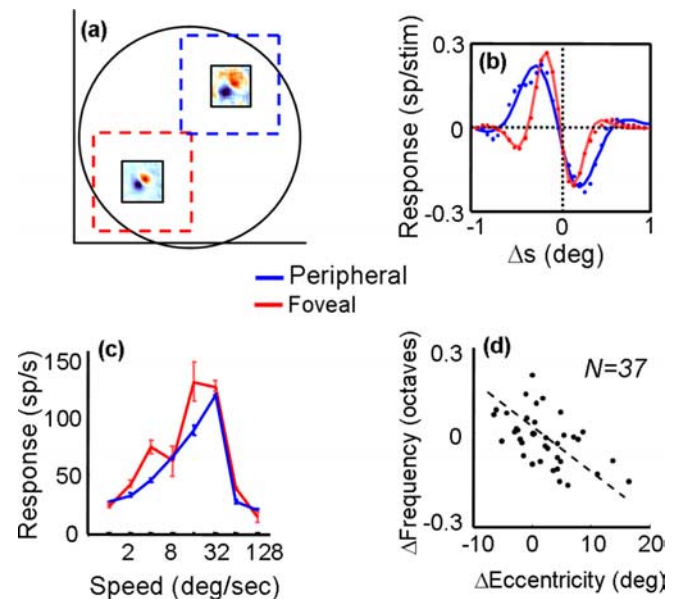 (a)
(b)
Response (sp/stim)
0.3
0
-0.3
-1
0
1
Δs (deg)
Peripheral
Foveal
(c)
Response (sp/s)
150
100
50
0
2
8
32
128
Speed (deg/sec)
(d)
N=37
ΔFrequency (octaves)
0.3
0
-0.3
-10
0
10
20
ΔEccentricity (deg)